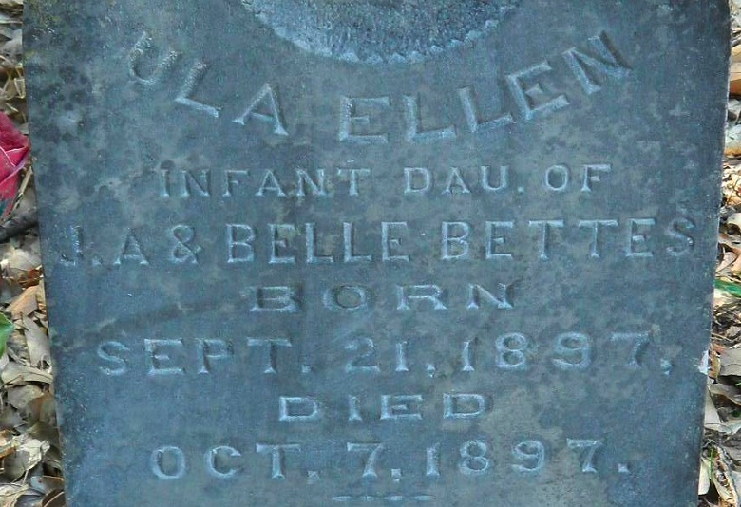 ULA ELLEN
INFANT DAU. OF
J.A & BELLE BETTES
BORN
SEPT. 21, 1897.
DIED
OCT. 7, 1897.